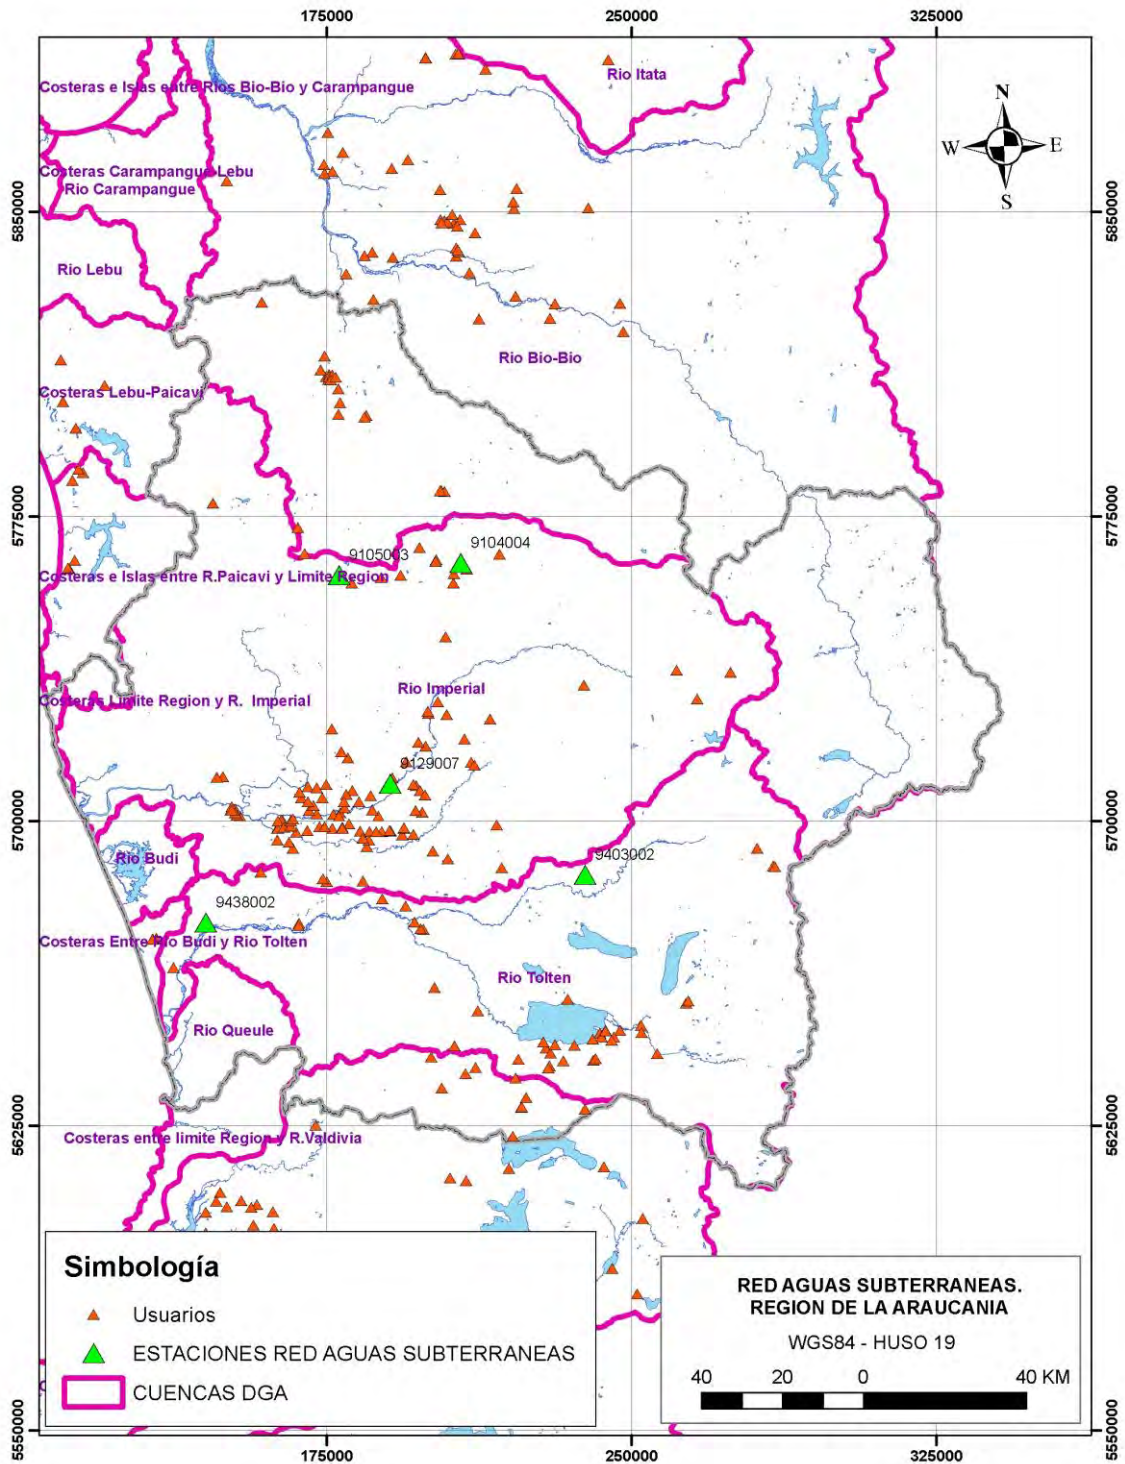 175000
250000
325000
Costeras e Islas entre Rios Bio-Bio y Carampangue
Rio Itata
N
W
E
S
Costeras Carampangue Lebu
Rio Carampangue
5850000
5850000
Rio Lebu
Rio Bio-Bio
Costeras Lebu-Paicavi
5775000
5775000
9105003
9104004
Costeras e Islas entre R.Paicavi y Limite Region
Rio Imperial
Costeras Limite Region y R. Imperial
9129007
5700000
5700000
Rio Budi
9403002
9438002
Costeras Entre Rio Budi y Rio Tolten
Rio Tolten
Rio Queule
5625000
5625000
Costeras entre limite Region y R.Valdivia
Simbología
Usuarios
ESTACIONES RED AGUAS SUBTERRANEAS
CUENCAS DGA
RED AGUAS SUBTERRANEAS.
REGION DE LA ARAUCANIA
WGS84 - HUSO 19
40 20 0 40 KM
5550000
5550000
175000
250000
325000